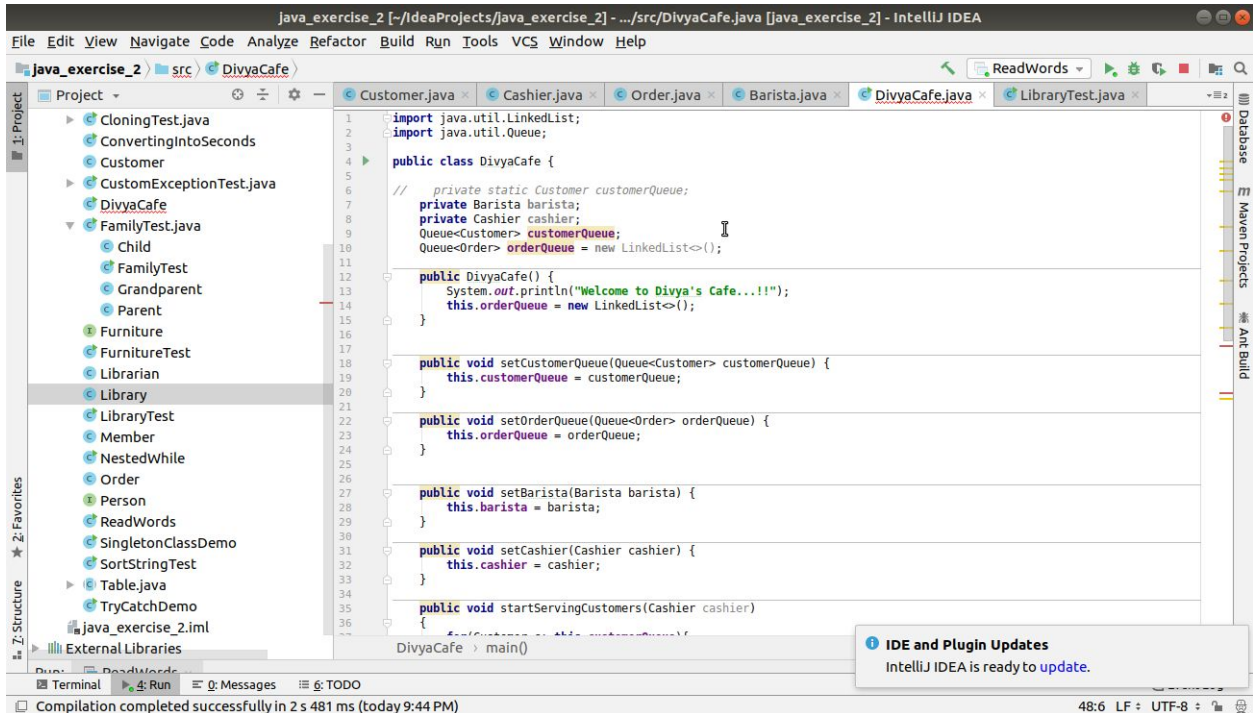 java_exercise_2 [~/IdeaProjects/java_exercise_2] - .../src/DivyaCafe.java [java_exercise_2] - IntelliJ IDEA
File Edit View Navigate Code Analyze Refactor Build Run Tools VCS Window Help
java_exercise_2 src DivyaCafe ReadWords
1: Project
Project
Customer.java Cashier.java Order.java Barista.java DivyaCafe.java LibraryTest.java
CloningTest.java
ConvertingIntoSeconds
Customer
CustomExceptionTest.java
DivyaCafe
FamilyTest.java
Child
FamilyTest
Grandparent
Parent
Furniture
FurnitureTest
Librarian
Library
LibraryTest
Member
NestedWhile
Order
Person
ReadWords
SingletonClassDemo
SortStringTest
Table.java
TryCatchDemo
java_exercise_2.iml
External Libraries
2: Favorites
7: Structure
1 import java.util.LinkedList;
2 import java.util.Queue;
3
4 public class DivyaCafe {
5
6 // private static Customer customerQueue;
7 private Barista barista;
8 private Cashier cashier;
9 Queue<Customer> customerQueue;
10 Queue<Order> orderQueue = new LinkedList<>();
11
12 public DivyaCafe() {
13 System.out.println("Welcome to Divya's Cafe...!!");
14 this.orderQueue = new LinkedList<>();
15 }
16
17
18 public void setCustomerQueue(Queue<Customer> customerQueue) {
19 this.customerQueue = customerQueue;
20 }
21
22 public void setOrderQueue(Queue<Order> orderQueue) {
23 this.orderQueue = orderQueue;
24 }
25
26
27 public void setBarista(Barista barista) {
28 this.barista = barista;
29 }
30
31 public void setCashier(Cashier cashier) {
32 this.cashier = cashier;
33 }
34
35 public void startServingCustomers(Cashier cashier)
36 {
DivyaCafe main()
2
Database
Maven Projects
Ant Build
IDE and Plugin Updates
IntelliJ IDEA is ready to update.
Run: ReadWords
Terminal 4: Run 0: Messages 6: TODO
Compilation completed successfully in 2 s 481 ms (today 9:44 PM) 48:6 LF UTF-8